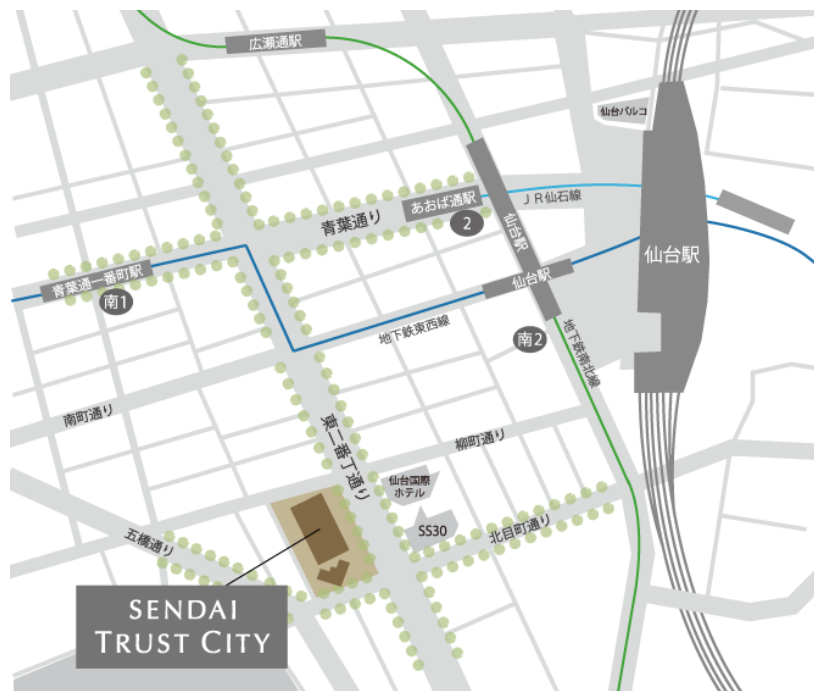 広瀬通駅
仙台パルコ
あおば通駅
JR仙石線
2
青葉通り
仙台駅
仙台駅
仙台駅
青葉通一番町駅
南1
地下鉄東西線
南2
地下鉄南北線
南町通り
東二番丁通り
柳町通り
仙台国際
ホテル
SS30
北目町通り
五橋通り
SENDAI
TRUST CITY